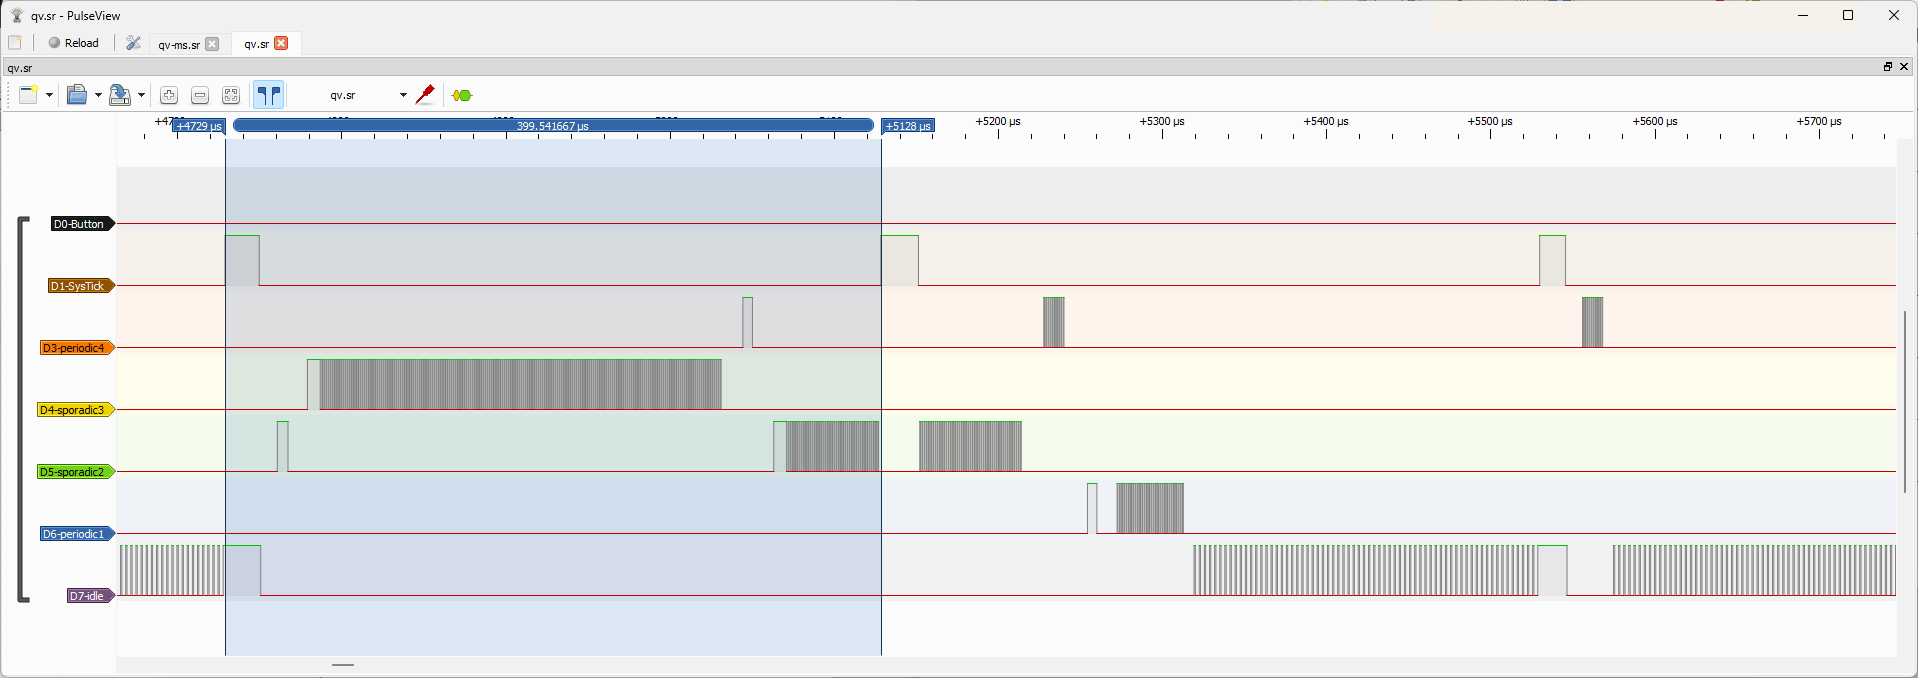 qv.sr - PulseView
Reload
qv-ms.sr
qv.sr
qv.sr
qv.sr
+4729 µs
399.541667 µs
+5128 µs
+5200 µs
+5300 µs
+5400 µs
+5500 µs
+5600 µs
+5700 µs
D0-Button
D1-SysTick
D3-periodic4
D4-sporadic3
D5-sporadic2
D6-periodic1
D7-idle